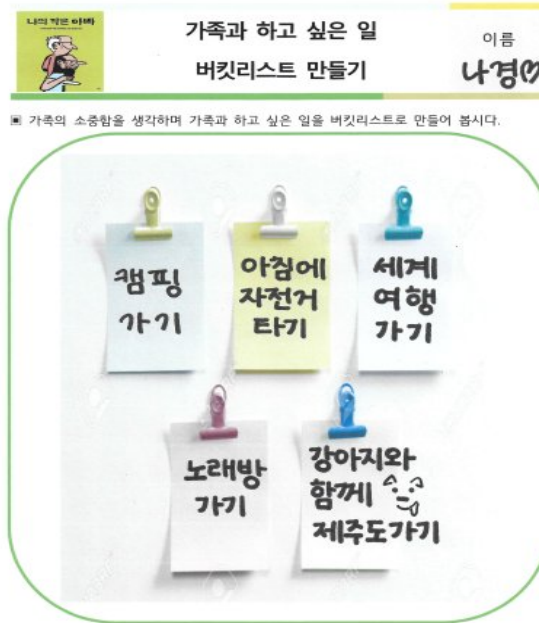 나의 작은 아빠
가족과 하고 싶은 일
버킷리스트 만들기
이름
나경♡
▣ 가족의 소중함을 생각하며 가족과 하고 싶은 일을 버킷리스트로 만들어 봅시다.
캠핑
가기
아침에
자전거
타기
세계
여행
가기
노래방
가기
강아지와
함께
제주도가기